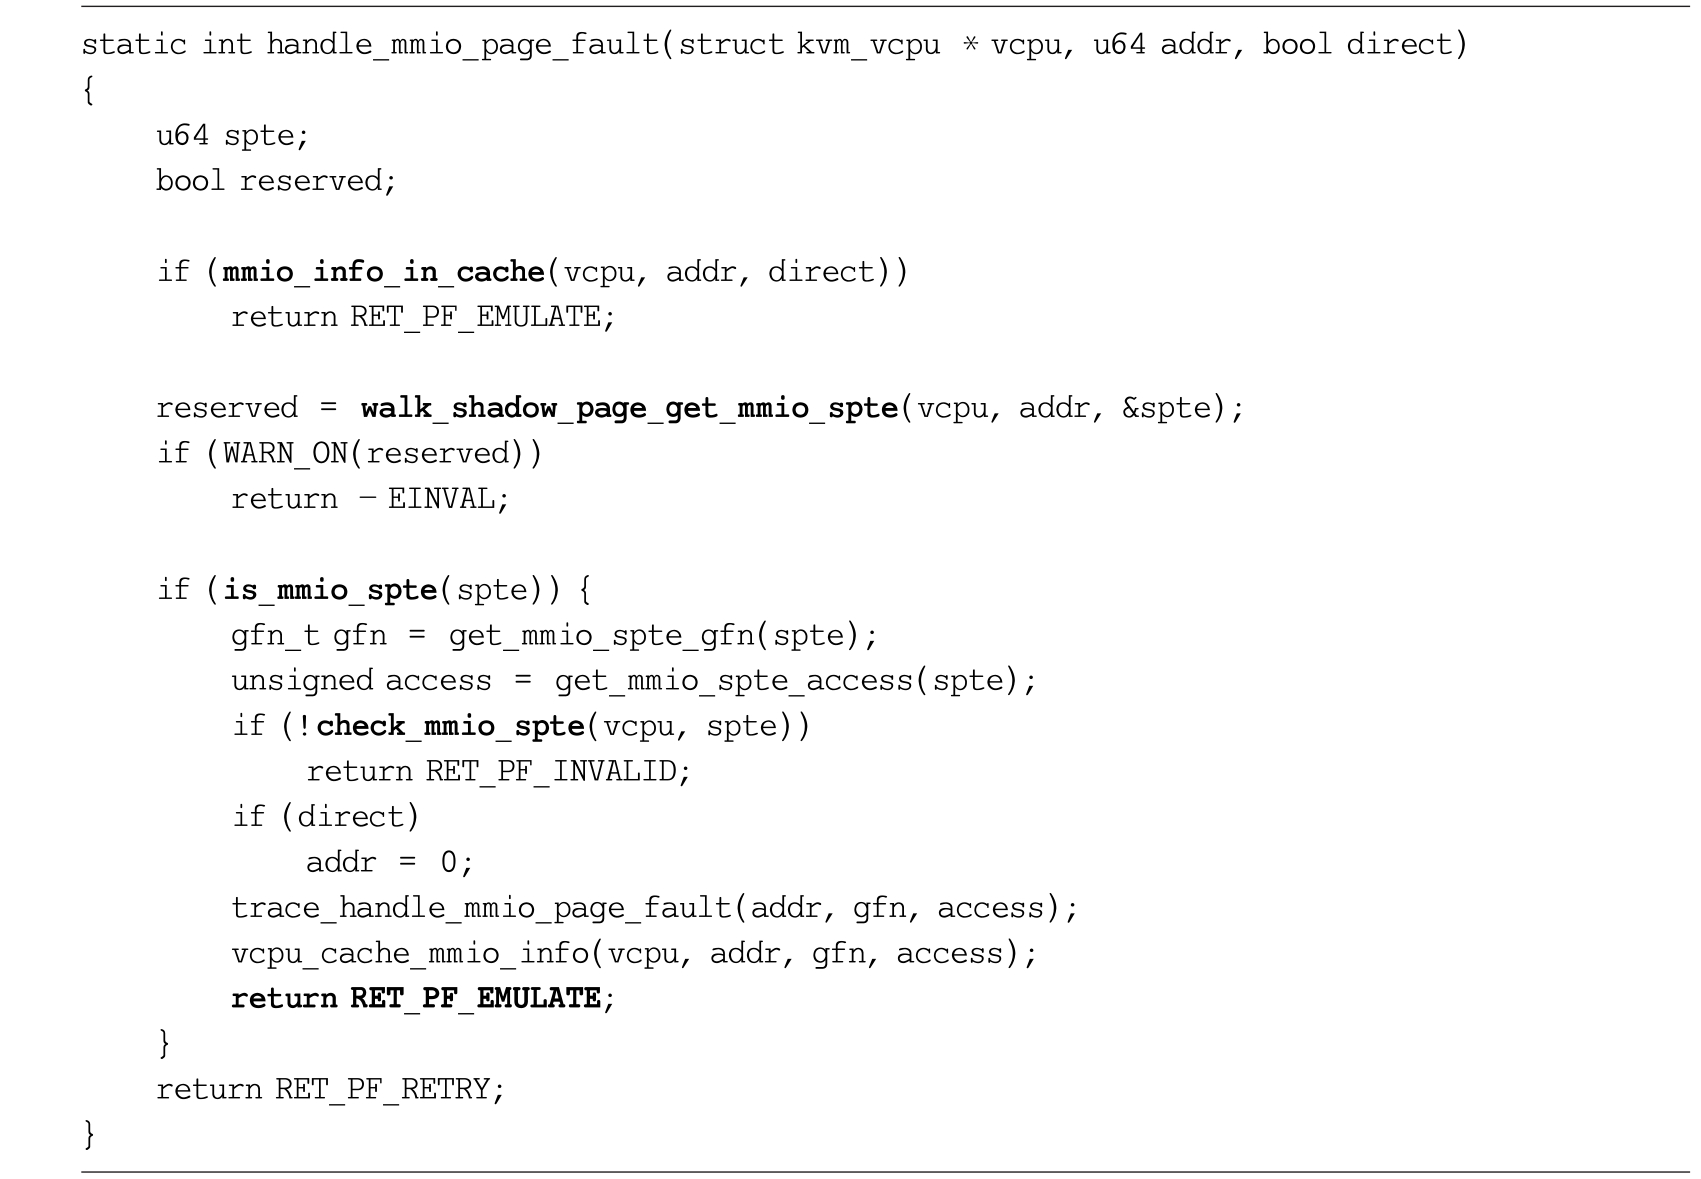 static int handle_mmio_page_fault(struct kvm_vcpu * vcpu, u64 addr, bool direct)
{
u64 spte;
bool reserved;
if (mmio_info_in_cache(vcpu, addr, direct))
return RET_PF_EMULATE;
reserved = walk_shadow_page_get_mmio_spte(vcpu, addr, &spte);
if (WARN_ON(reserved))
return − EINVAL;
if (is_mmio_spte(spte)) {
gfn_t gfn = get_mmio_spte_gfn(spte);
unsigned access = get_mmio_spte_access(spte);
if (!check_mmio_spte(vcpu, spte))
return RET_PF_INVALID;
if (direct)
addr = 0;
trace_handle_mmio_page_fault(addr, gfn, access);
vcpu_cache_mmio_info(vcpu, addr, gfn, access);
return RET_PF_EMULATE;
}
return RET_PF_RETRY;
}